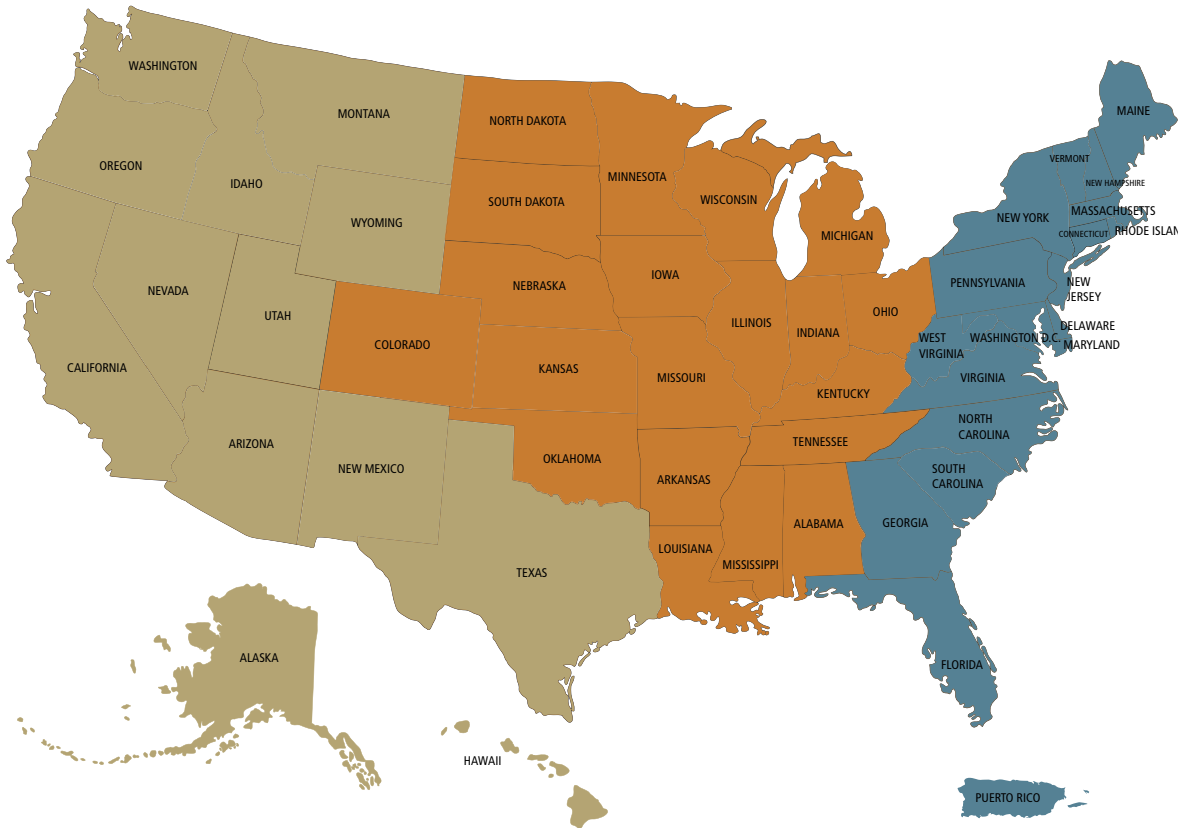 WASHINGTON
MONTANA
NORTH DAKOTA
MAINE
OREGON
IDAHO
WYOMING
SOUTH DAKOTA
MINNESOTA
WISCONSIN
MICHIGAN
VERMONT
NEW HAMPSHIRE
NEW YORK
MASSACHUSETTS
CONNECTICUT
RHODE ISLAN
NEVADA
UTAH
COLORADO
NEBRASKA
IOWA
ILLINOIS
INDIANA
OHIO
PENNSYLVANIA
NEW
JERSEY
DELAWARE
MARYLAND
WASHINGTON D.C.
WEST
VIRGINIA
VIRGINIA
CALIFORNIA
KANSAS
MISSOURI
KENTUCKY
ARIZONA
NEW MEXICO
OKLAHOMA
ARKANSAS
TENNESSEE
NORTH
CAROLINA
SOUTH
CAROLINA
TEXAS
LOUISIANA
MISSISSIPPI
ALABAMA
GEORGIA
FLORIDA
ALASKA
HAWAII
PUERTO RICO